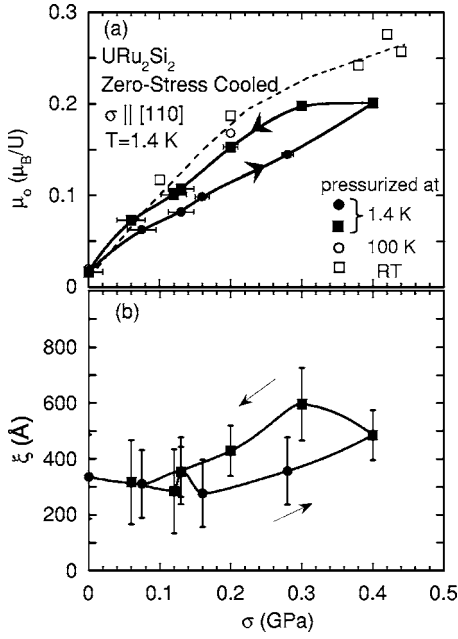 0.3
(a)
URu₂Si₂
Zero-Stress Cooled
σ || [110]
T=1.4 K
0.2
μₒ (μ_B/U)
0.1
pressurized at
1.4 K
100 K
RT
0
(b)
800
600
ξ (Å)
400
200
0
0 0.1 0.2 0.3 0.4 0.5
σ (GPa)